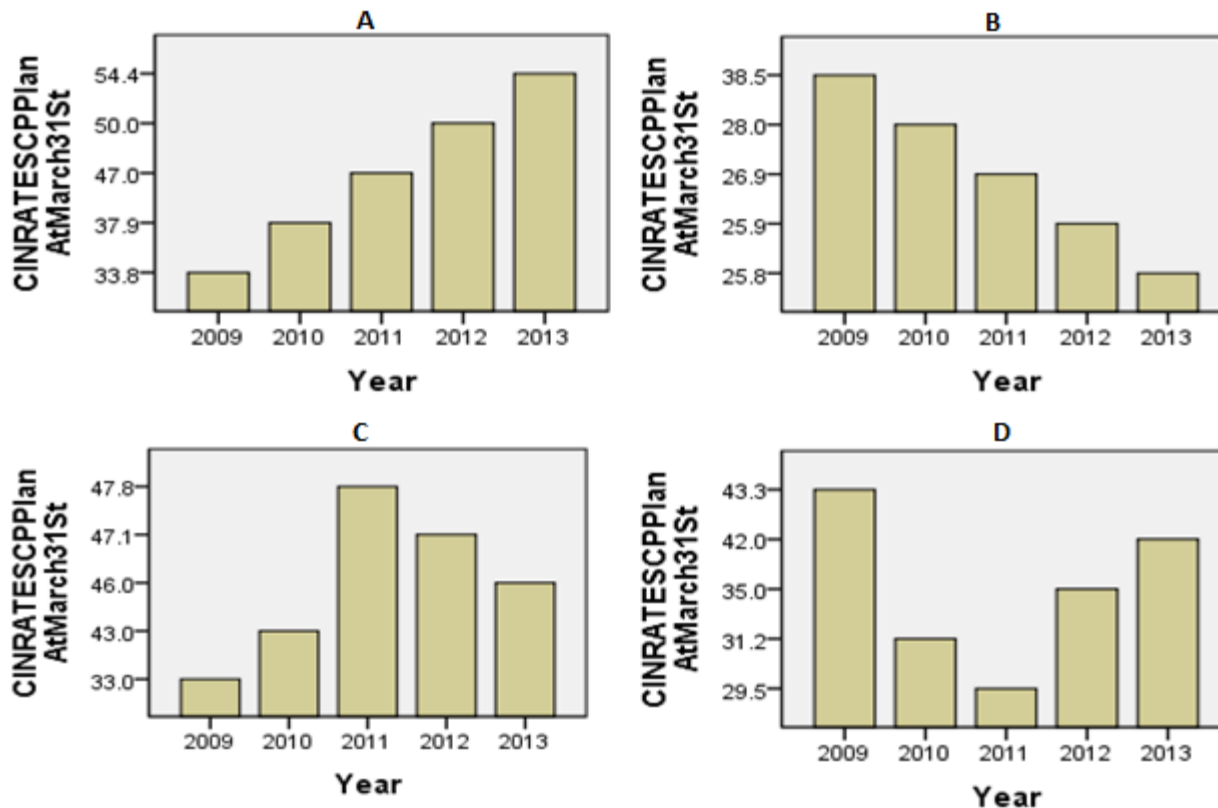 A
CINRATESCPPlan
AtMarch31St
54.4
50.0
47.0
37.9
33.8
2009 2010 2011 2012 2013
Year
B
CINRATESCPPlan
AtMarch31St
38.5
28.0
26.9
25.9
25.8
2009 2010 2011 2012 2013
Year
C
CINRATESCPPlan
AtMarch31St
47.8
47.1
46.0
43.0
33.0
2009 2010 2011 2012 2013
Year
D
CINRATESCPPlan
AtMarch31St
43.3
42.0
35.0
31.2
29.5
2009 2010 2011 2012 2013
Year